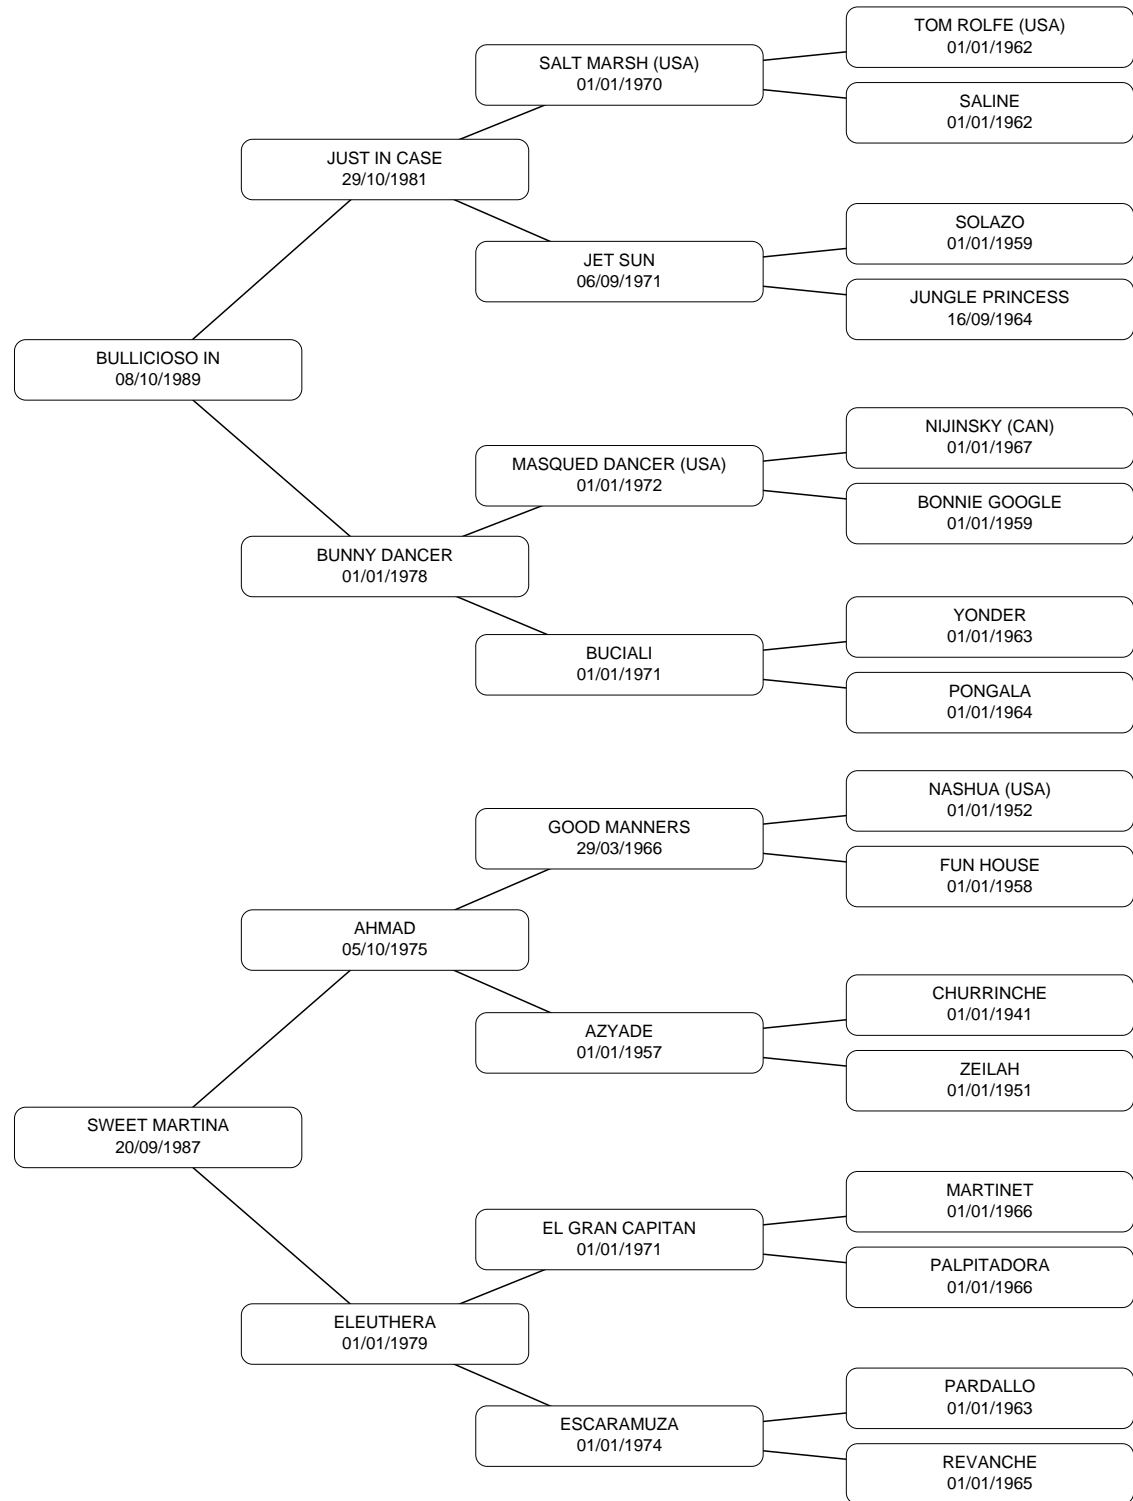 TOM ROLFE (USA)
01/01/1962
SALT MARSH (USA)
01/01/1970
SALINE
01/01/1962
JUST IN CASE
29/10/1981
SOLAZO
01/01/1959
JET SUN
06/09/1971
JUNGLE PRINCESS
16/09/1964
BULLICIOSO IN
08/10/1989
NIJINSKY (CAN)
01/01/1967
MASQUED DANCER (USA)
01/01/1972
BONNIE GOOGLE
01/01/1959
BUNNY DANCER
01/01/1978
YONDER
01/01/1963
BUCIALI
01/01/1971
PONGALA
01/01/1964
NASHUA (USA)
01/01/1952
GOOD MANNERS
29/03/1966
FUN HOUSE
01/01/1958
AHMAD
05/10/1975
CHURRINCHE
01/01/1941
AZYADE
01/01/1957
ZEILAH
01/01/1951
SWEET MARTINA
20/09/1987
MARTINET
01/01/1966
EL GRAN CAPITAN
01/01/1971
PALPITADORA
01/01/1966
ELEUTHERA
01/01/1979
PARDALLO
01/01/1963
ESCARAMUZA
01/01/1974
REVANCHE
01/01/1965